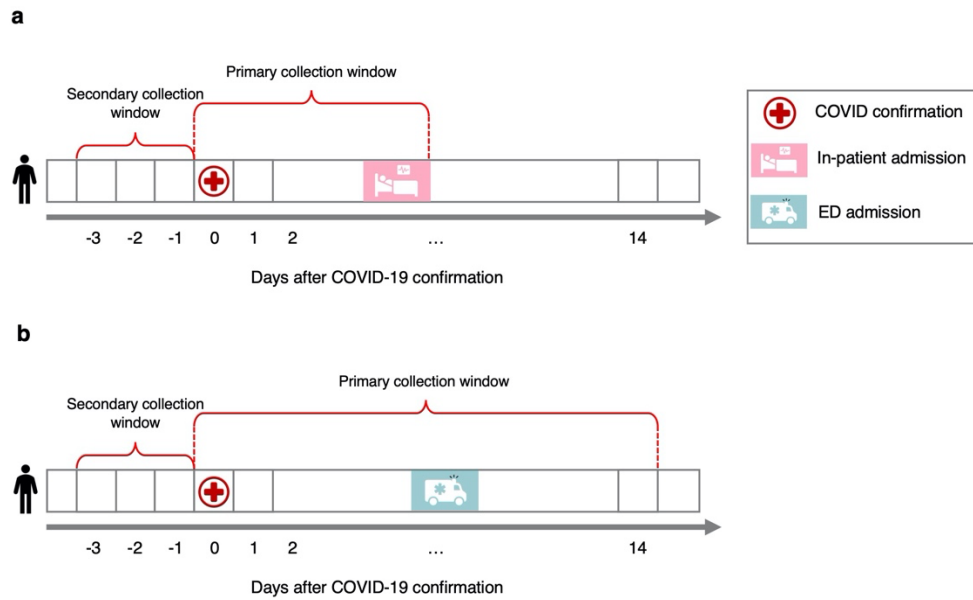 a
Primary collection window
Secondary collection
window
COVID confirmation
In-patient admission
ED admission
-3 -2 -1 0 1 2 ... 14
Days after COVID-19 confirmation
b
Primary collection window
Secondary collection
window
-3 -2 -1 0 1 2 ... 14
Days after COVID-19 confirmation